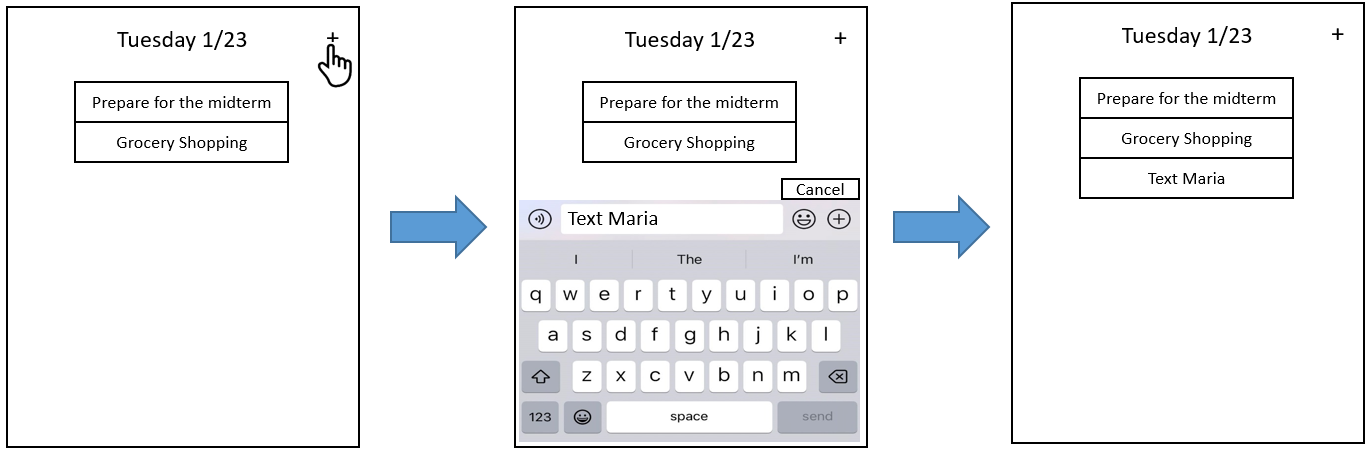 Tuesday 1/23 +
Prepare for the midterm
Grocery Shopping
Tuesday 1/23 +
Prepare for the midterm
Grocery Shopping
Cancel
Text Maria
I The I'm
q w e r t y u i o p
a s d f g h j k l
z x c v b n m
123 space send
Tuesday 1/23 +
Prepare for the midterm
Grocery Shopping
Text Maria